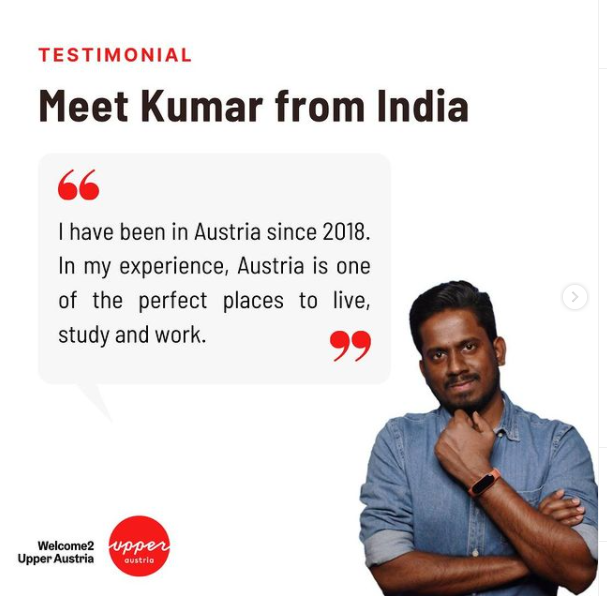 TESTIMONIAL
Meet Kumar from India
“
I have been in Austria since 2018.
In my experience, Austria is one
of the perfect places to live,
study and work.
”
Welcome2
Upper Austria
upper
austria